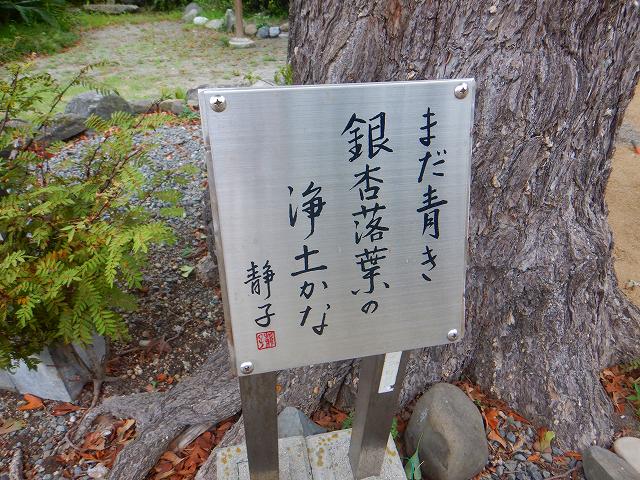 まだ青き
銀杏落葉の
浄土かな
静子